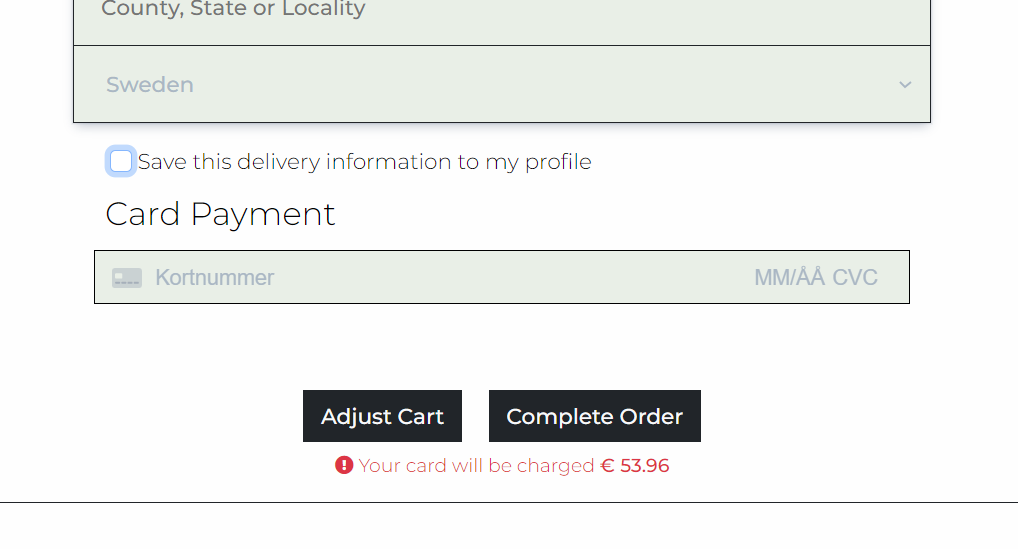 County, State or Locality
Sweden
Save this delivery information to my profile
Card Payment
Kortnummer MM/ÅÅ CVC
Adjust Cart Complete Order
Your card will be charged € 53.96